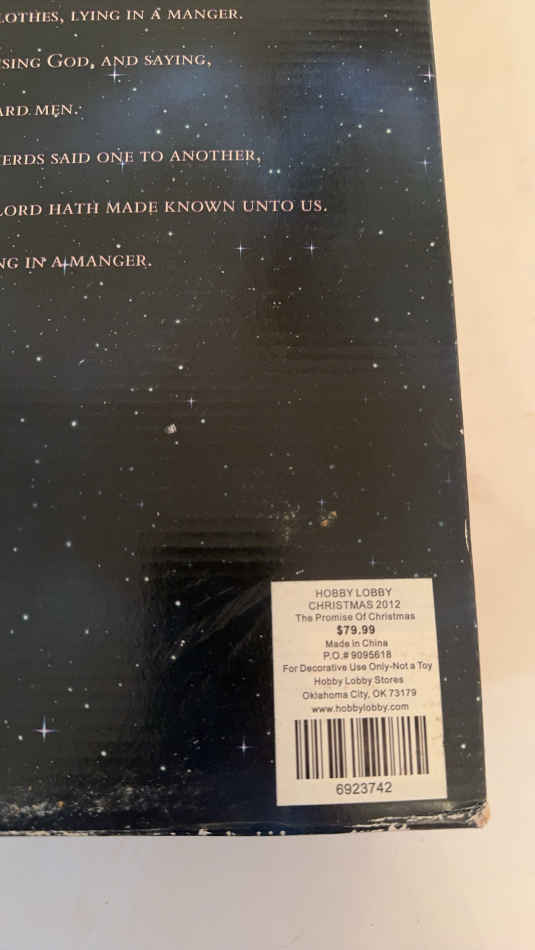 LOTHES, LYING IN A MANGER.
ISING GOD, AND SAYING,
ARD MEN.
HERDS SAID ONE TO ANOTHER,
LORD HATH MADE KNOWN UNTO US.
NG IN A MANGER.
HOBBY LOBBY
CHRISTMAS 2012
The Promise Of Christmas
$79.99
Made in China
P.O.# 9095618
For Decorative Use Only-Not a Toy
Hobby Lobby Stores
Oklahoma City, OK 73179
www.hobbylobby.com
6923742